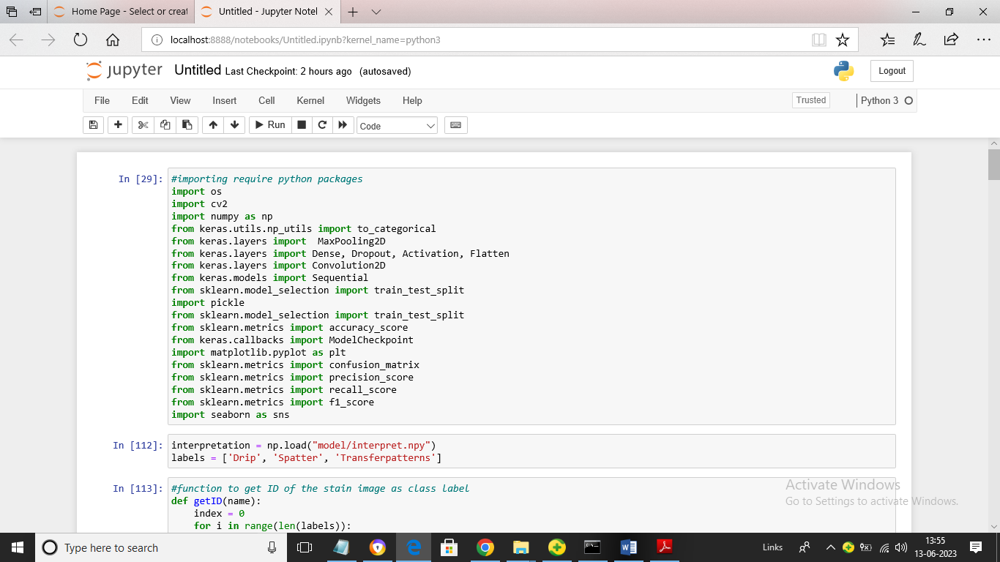 Home Page - Select or creat
Untitled - Jupyter Notel
localhost:8888/notebooks/Untitled.ipynb?kernel_name=python3
jupyter Untitled Last Checkpoint: 2 hours ago (autosaved)
Logout
File Edit View Insert Cell Kernel Widgets Help
Trusted
Python 3
Run
Code
In [29]:
#importing require python packages
import os
import cv2
import numpy as np
from keras.utils.np_utils import to_categorical
from keras.layers import  MaxPooling2D
from keras.layers import Dense, Dropout, Activation, Flatten
from keras.layers import Convolution2D
from keras.models import Sequential
from sklearn.model_selection import train_test_split
import pickle
from sklearn.model_selection import train_test_split
from sklearn.metrics import accuracy_score
from keras.callbacks import ModelCheckpoint
import matplotlib.pyplot as plt
from sklearn.metrics import confusion_matrix
from sklearn.metrics import precision_score
from sklearn.metrics import recall_score
from sklearn.metrics import f1_score
import seaborn as sns
In [112]:
interpretation = np.load("model/interpret.npy")
labels = ['Drip', 'Spatter', 'Transferpatterns']
In [113]:
#function to get ID of the stain image as class label
def getID(name):
    index = 0
    for i in range(len(labels)):
Activate Windows
Go to Settings to activate Windows.
Type here to search
Links
13:55
13-06-2023